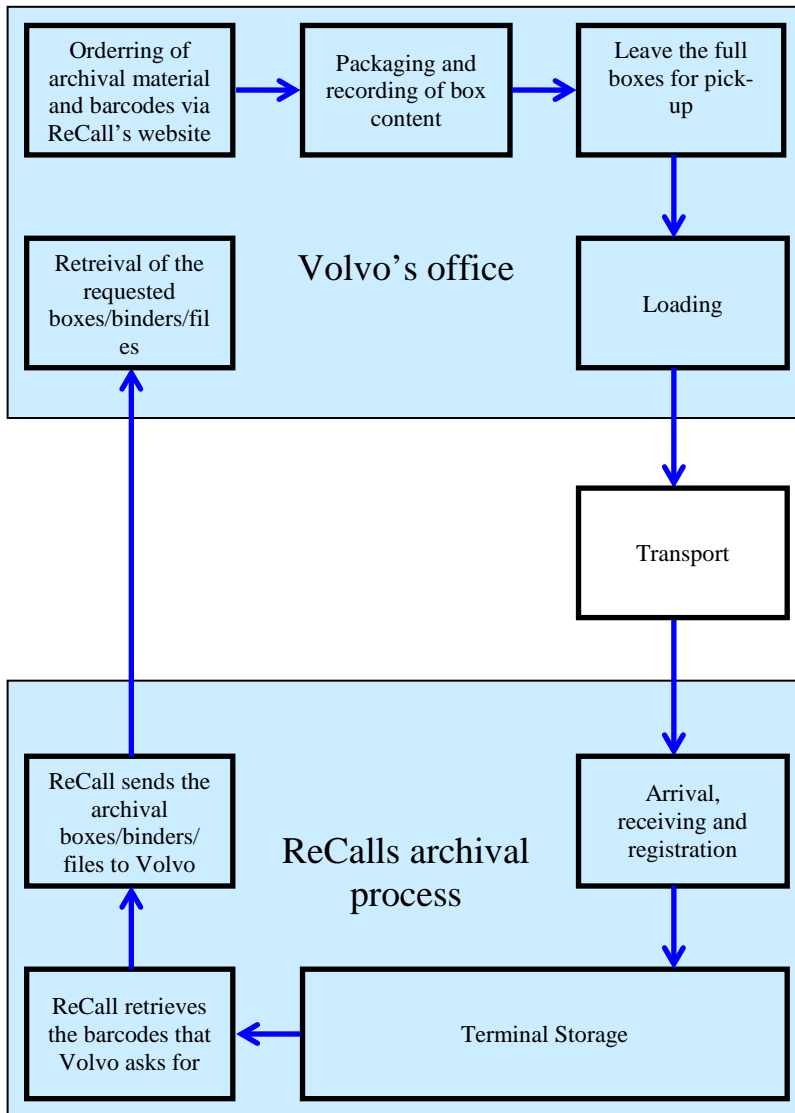 Orderring of
archival material
and barcodes via
ReCall’s website
Packaging and
recording of box
content
Leave the full
boxes for pick-
up
Retreival of the
requested
boxes/binders/fil
es
Volvo’s office
Loading
Transport
ReCall sends the
archival
boxes/binders/
files to Volvo
ReCalls archival
process
Arrival,
receiving and
registration
ReCall retrieves
the barcodes that
Volvo asks for
Terminal Storage